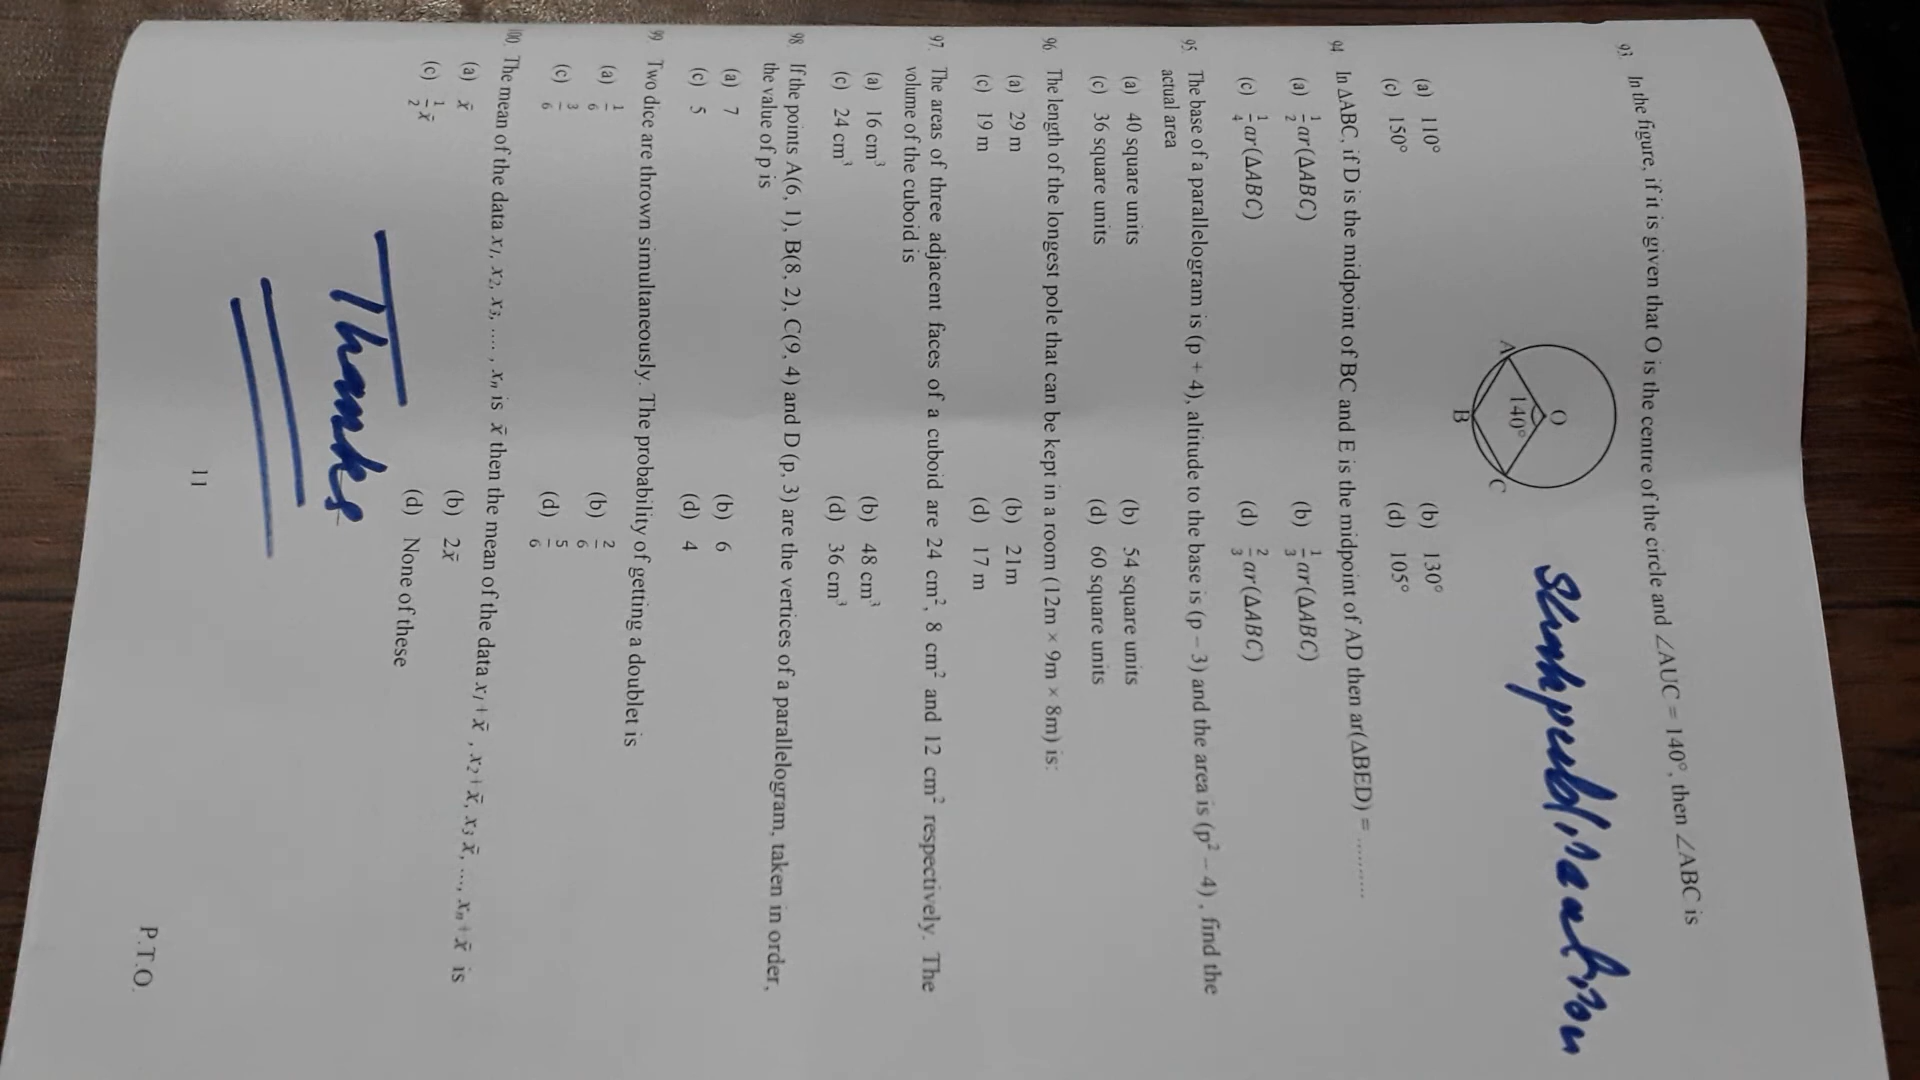 93. In the figure, if it is given that O is the centre of the circle and ∠AUC = 140°, then ∠ABC is
O
140°
A
C
B
(a) 110° (b) 130°
(c) 150° (d) 105°
94 In ΔABC, if D is the midpoint of BC and E is the midpoint of AD then ar(ΔBED) = ..........
(a) 1/2 ar(ΔABC) (b) 1/3 ar(ΔABC)
(c) 1/4 ar(ΔABC) (d) 2/3 ar(ΔABC)
95. The base of a parallelogram is (p + 4), altitude to the base is (p − 3) and the area is (p² − 4), find the
actual area
(a) 40 square units (b) 54 square units
(c) 36 square units (d) 60 square units
96 The length of the longest pole that can be kept in a room (12m × 9m × 8m) is:
(a) 29 m (b) 21m
(c) 19 m (d) 17 m
97. The areas of three adjacent faces of a cuboid are 24 cm², 8 cm² and 12 cm² respectively. The
volume of the cuboid is
(a) 16 cm³ (b) 48 cm³
(c) 24 cm³ (d) 36 cm³
98. If the points A(6, 1), B(8, 2), C(9, 4) and D (p, 3) are the vertices of a parallelogram, taken in order,
the value of p is
(a) 7 (b) 6
(c) 5 (d) 4
99 Two dice are thrown simultaneously. The probability of getting a doublet is
(a) 1/6 (b) 2/6
(c) 3/6 (d) 5/6
100. The mean of the data x₁, x₂, x₃, ...., xₙ is x̄ then the mean of the data x₁ + x̄, x₂ + x̄, x₃ x̄, ..., xₙ + x̄ is
(a) x̄ (b) 2x̄
(c) 1/2 x̄ (d) None of these
Thanks
11
P.T.O.